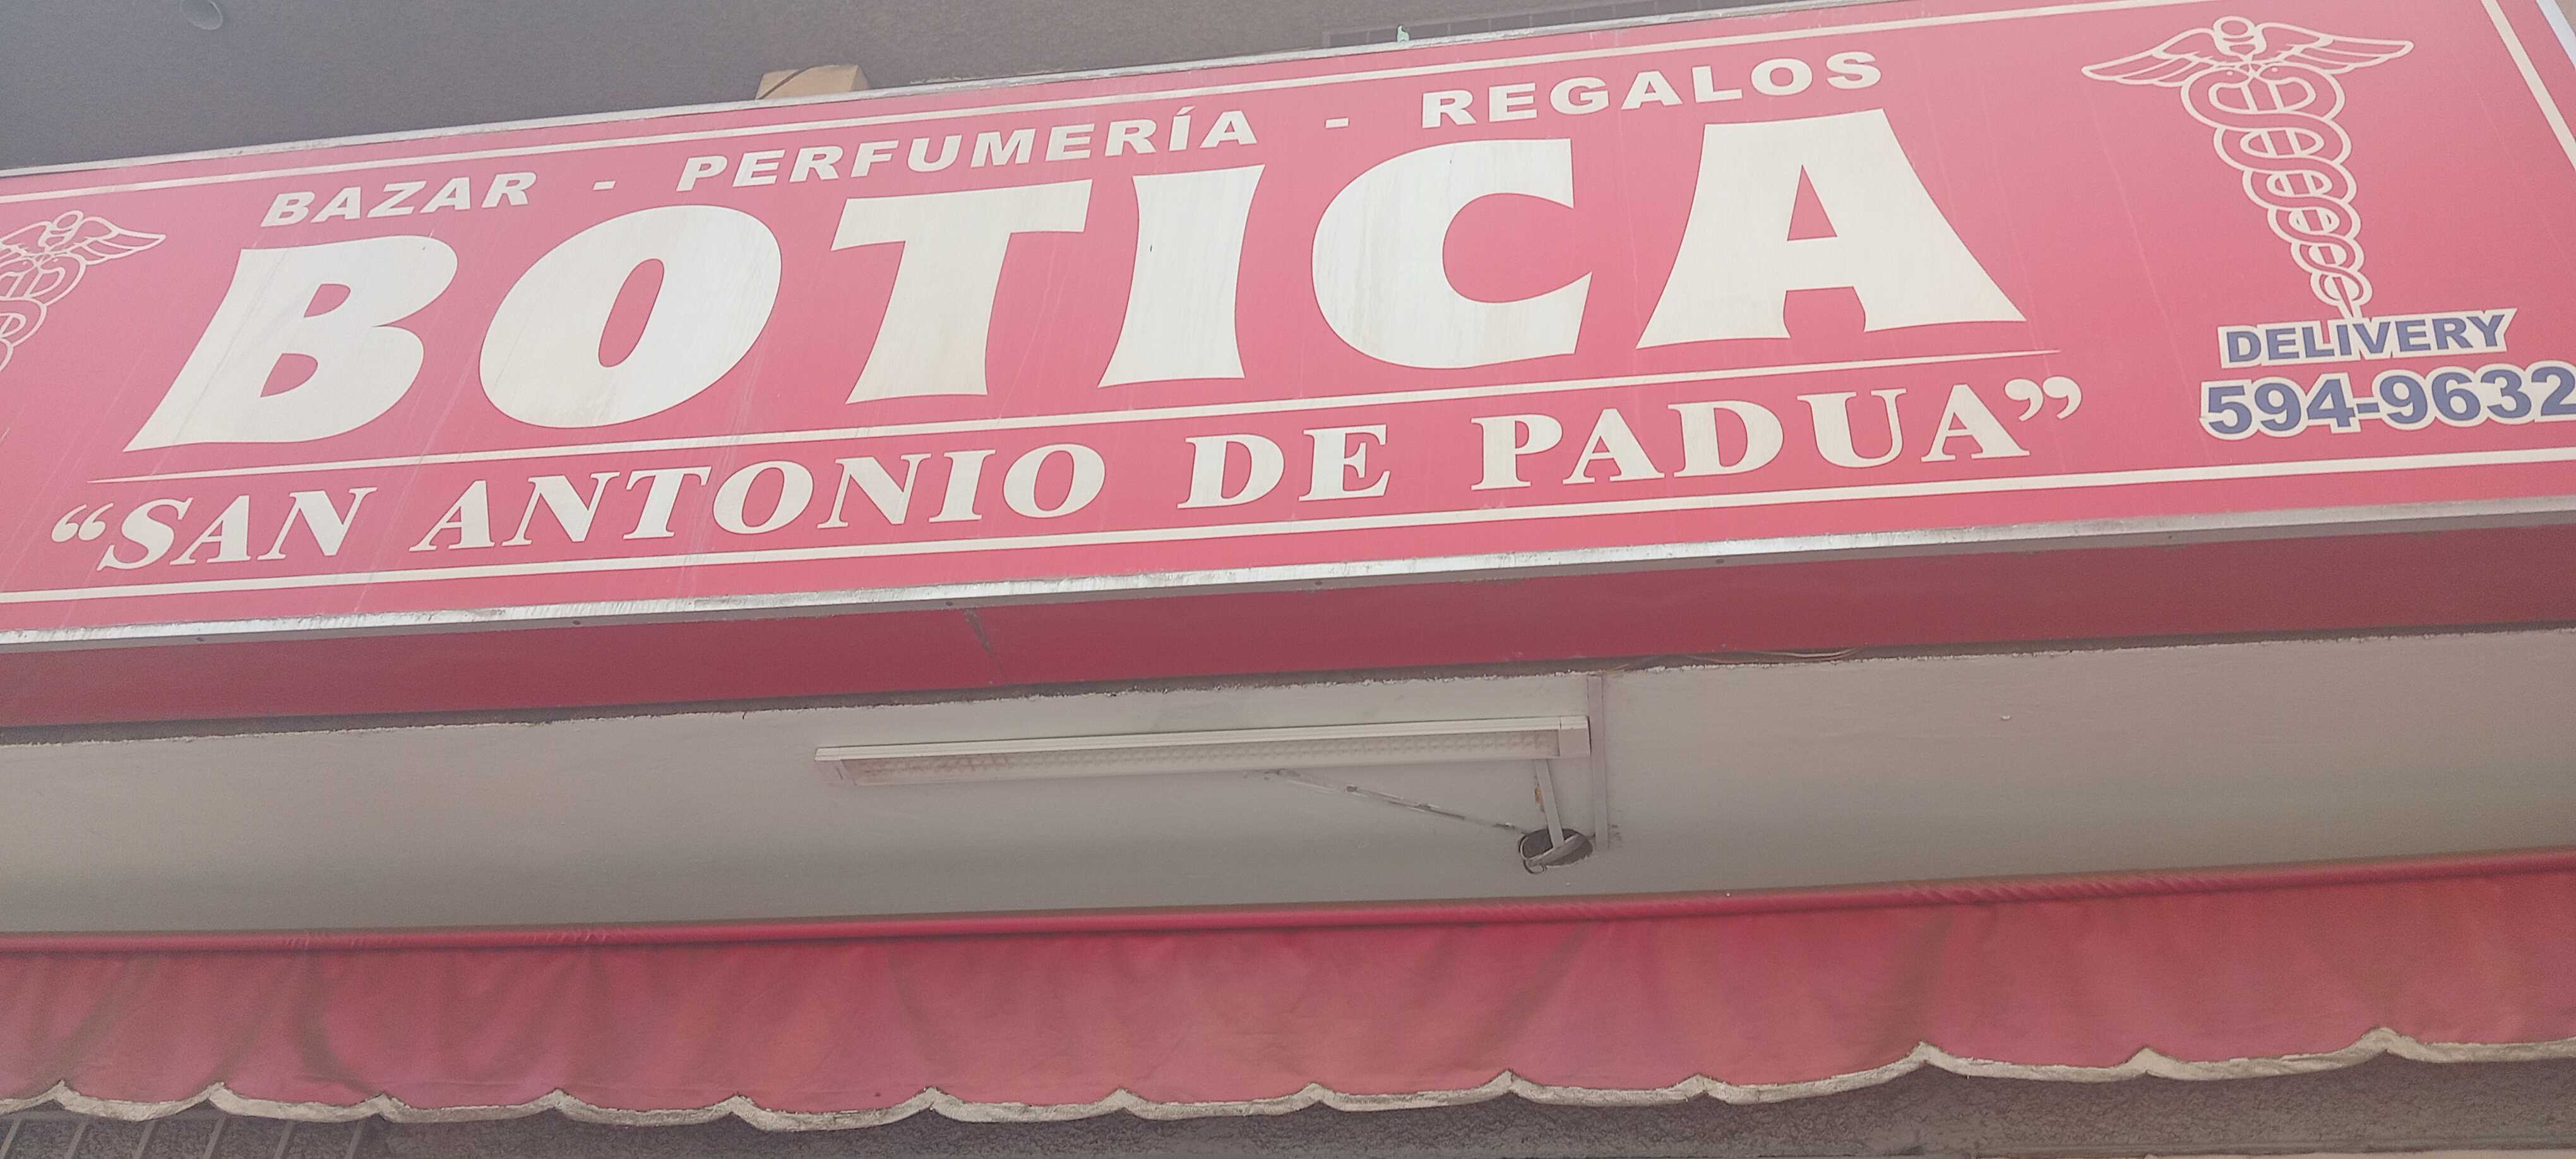 BAZAR - PERFUMERÍA - REGALOS
BOTICA
“SAN ANTONIO DE PADUA”
DELIVERY
594-9632